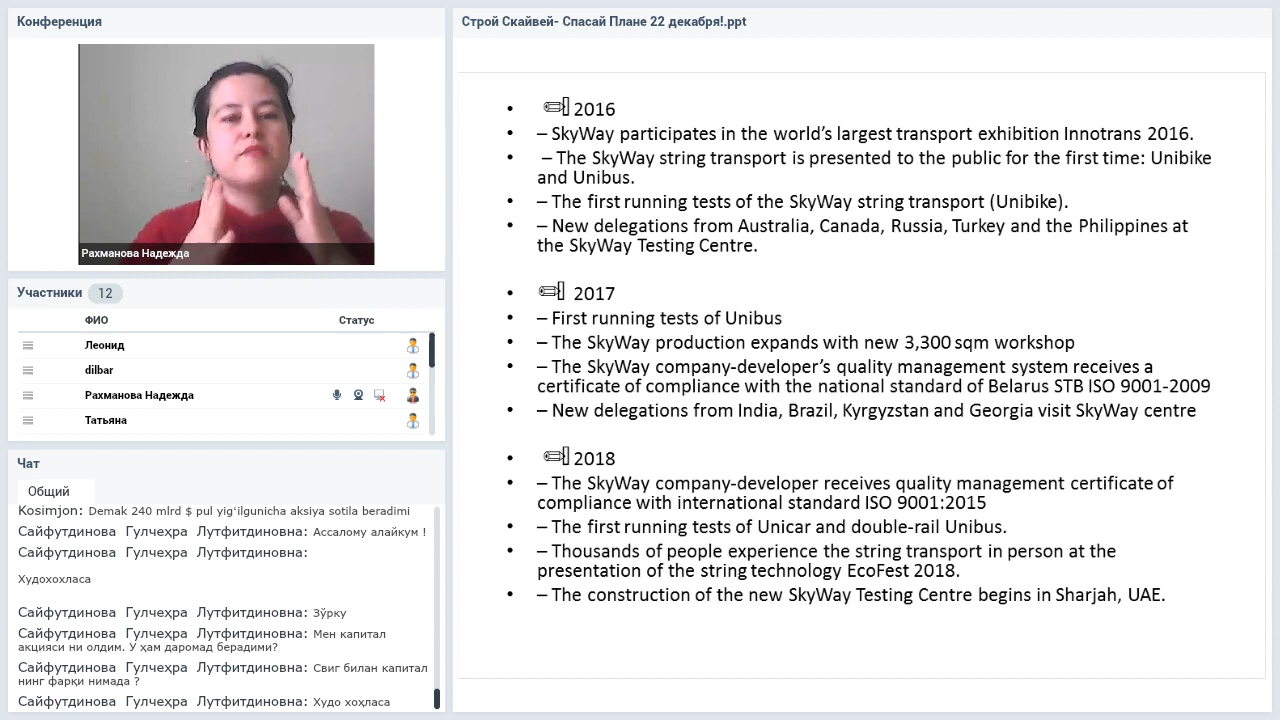 Конференция
Рахманова Надежда
Участники 12
ФИО Статус
Леонид
dilbar
Рахманова Надежда
Татьяна
Чат
Общий
Kosimjon: Demak 240 mlrd $ pul yig‘ilgunicha aksiya sotila beradimi
Сайфутдинова Гулчеҳра Лутфитдиновна: Ассалому алайкум !
Сайфутдинова Гулчеҳра Лутфитдиновна:
Худохохласа
Сайфутдинова Гулчеҳра Лутфитдиновна: Зўрку
Сайфутдинова Гулчеҳра Лутфитдиновна: Мен капитал
акцияси ни олдим. У ҳам даромад берадими?
Сайфутдинова Гулчеҳра Лутфитдиновна: Свиг билан капитал
нинг фарқи нимада ?
Сайфутдинова Гулчеҳра Лутфитдиновна: Худо хоҳласа
Строй Скайвей- Спасай Плане 22 декабря!.ppt
• 2016
• – SkyWay participates in the world’s largest transport exhibition Innotrans 2016.
• – The SkyWay string transport is presented to the public for the first time: Unibike
and Unibus.
• – The first running tests of the SkyWay string transport (Unibike).
• – New delegations from Australia, Canada, Russia, Turkey and the Philippines at
the SkyWay Testing Centre.
• 2017
• – First running tests of Unibus
• – The SkyWay production expands with new 3,300 sqm workshop
• – The SkyWay company-developer’s quality management system receives a
certificate of compliance with the national standard of Belarus STB ISO 9001-2009
• – New delegations from India, Brazil, Kyrgyzstan and Georgia visit SkyWay centre
• 2018
• – The SkyWay company-developer receives quality management certificate of
compliance with international standard ISO 9001:2015
• – The first running tests of Unicar and double-rail Unibus.
• – Thousands of people experience the string transport in person at the
presentation of the string technology EcoFest 2018.
• – The construction of the new SkyWay Testing Centre begins in Sharjah, UAE.